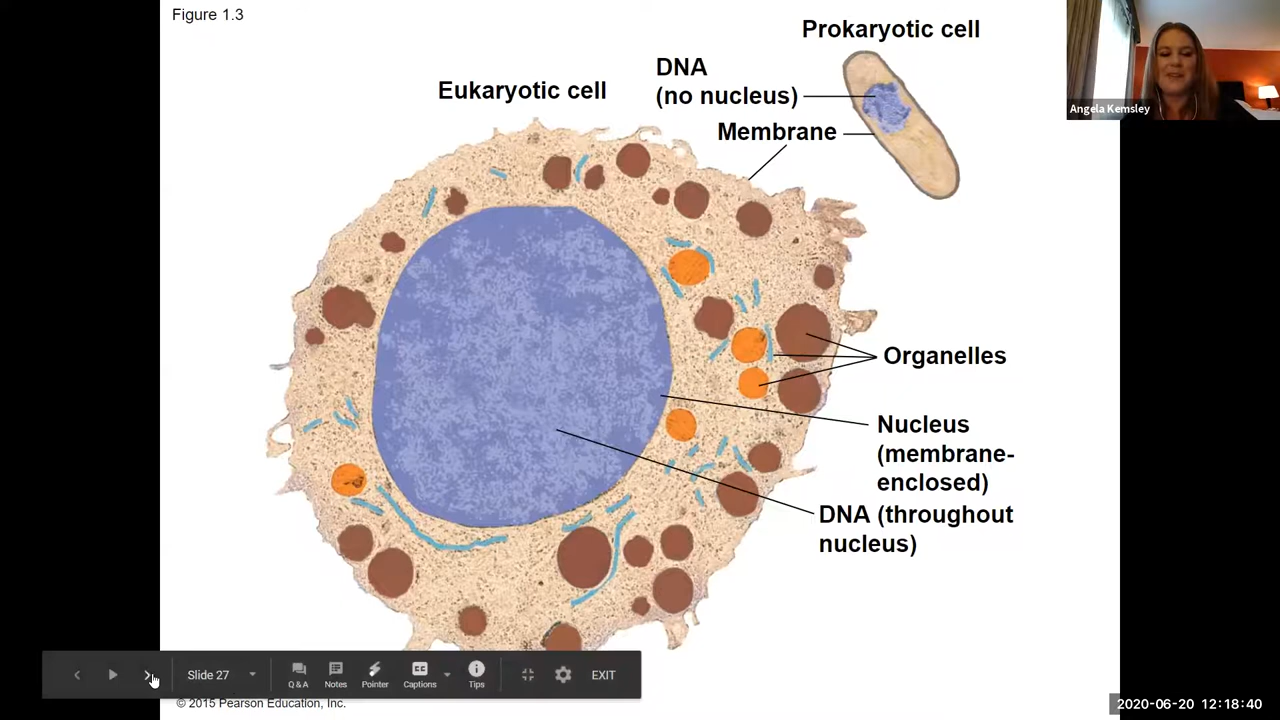 Figure 1.3
Prokaryotic cell
DNA
(no nucleus)
Eukaryotic cell
Membrane
Angela Kemsley
Organelles
Nucleus
(membrane-
enclosed)
DNA (throughout
nucleus)
Slide 27
Q & A
Notes
Pointer
Captions
Tips
EXIT
© 2015 Pearson Education, Inc.
2020-06-20 12:18:40